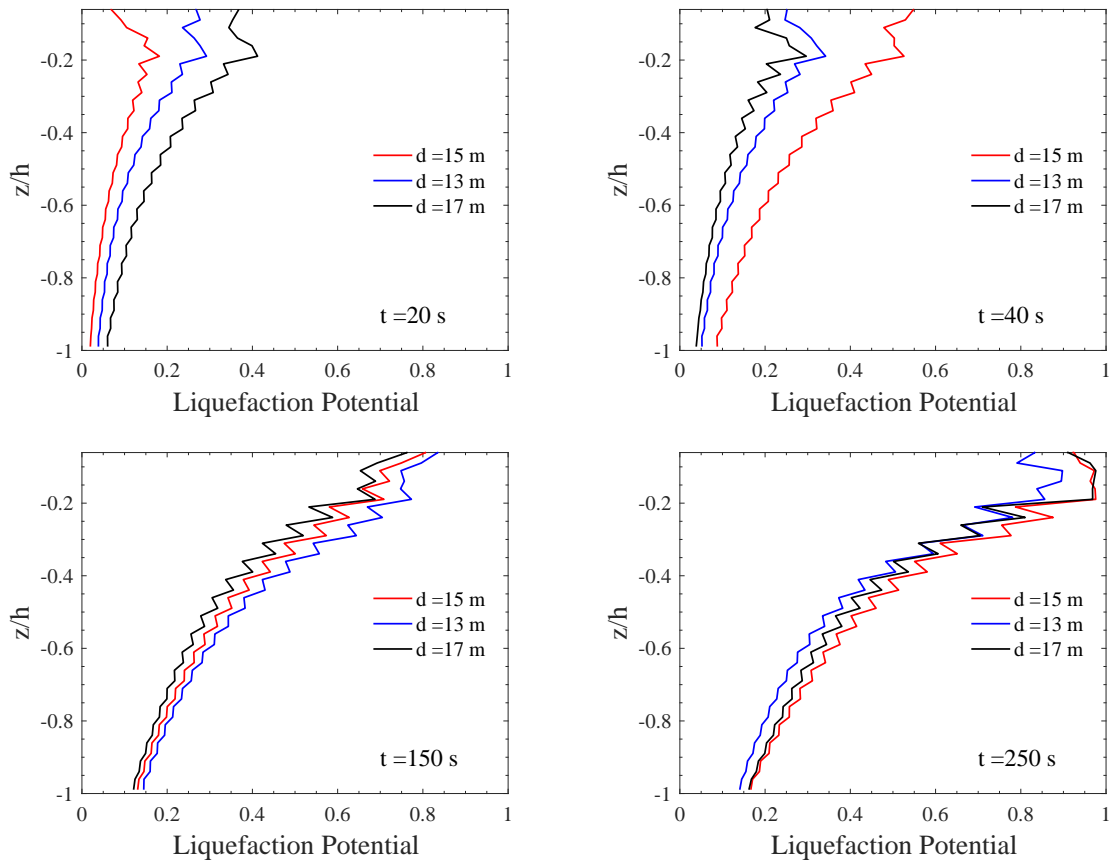 -0.2
-0.4
z/h
-0.6
-0.8
-1
d =15 m
d =13 m
d =17 m
t =20 s
0 0.2 0.4 0.6 0.8 1
Liquefaction Potential
-0.2
-0.4
z/h
-0.6
-0.8
-1
d =15 m
d =13 m
d =17 m
t =40 s
0 0.2 0.4 0.6 0.8 1
Liquefaction Potential
-0.2
-0.4
z/h
-0.6
-0.8
-1
d =15 m
d =13 m
d =17 m
t =150 s
0 0.2 0.4 0.6 0.8 1
Liquefaction Potential
-0.2
-0.4
z/h
-0.6
-0.8
-1
d =15 m
d =13 m
d =17 m
t =250 s
0 0.2 0.4 0.6 0.8 1
Liquefaction Potential